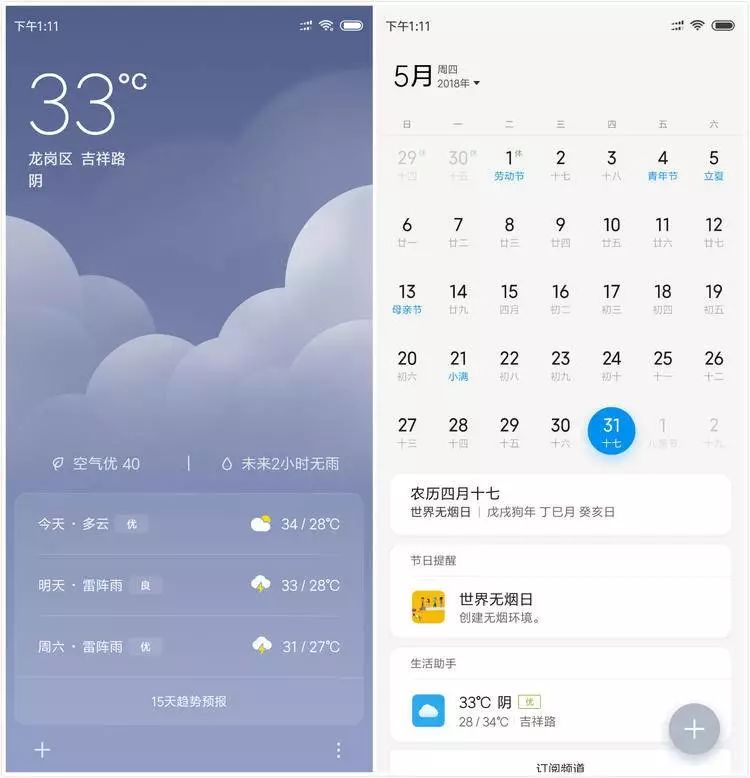 下午1:11
33℃
龙岗区 吉祥路
阴
空气优 40 | 未来2小时无雨
今天 · 多云 优 34 / 28℃
明天 · 雷阵雨 良 33 / 28℃
周六 · 雷阵雨 优 31 / 27℃
15天趋势预报
下午1:11
5月 周四
2018年
日 一 二 三 四 五 六
29 休 30 休 1 休 2 3 4 5
十四 十五 劳动节 十七 十八 青年节 立夏
6 7 8 9 10 11 12
廿一 廿二 廿三 廿四 廿五 廿六 廿七
13 14 15 16 17 18 19
母亲节 廿九 四月 初二 初三 初四 初五
20 21 22 23 24 25 26
初六 小满 初八 初九 初十 十一 十二
27 28 29 30 31 1 2
十三 十四 十五 十六 十七 儿童节 十九
农历四月十七
世界无烟日 | 戊戌狗年 丁巳月 癸亥日
节日提醒
世界无烟日
创建无烟环境。
生活助手
33℃ 阴 优
28 / 34℃ | 吉祥路
订阅频道